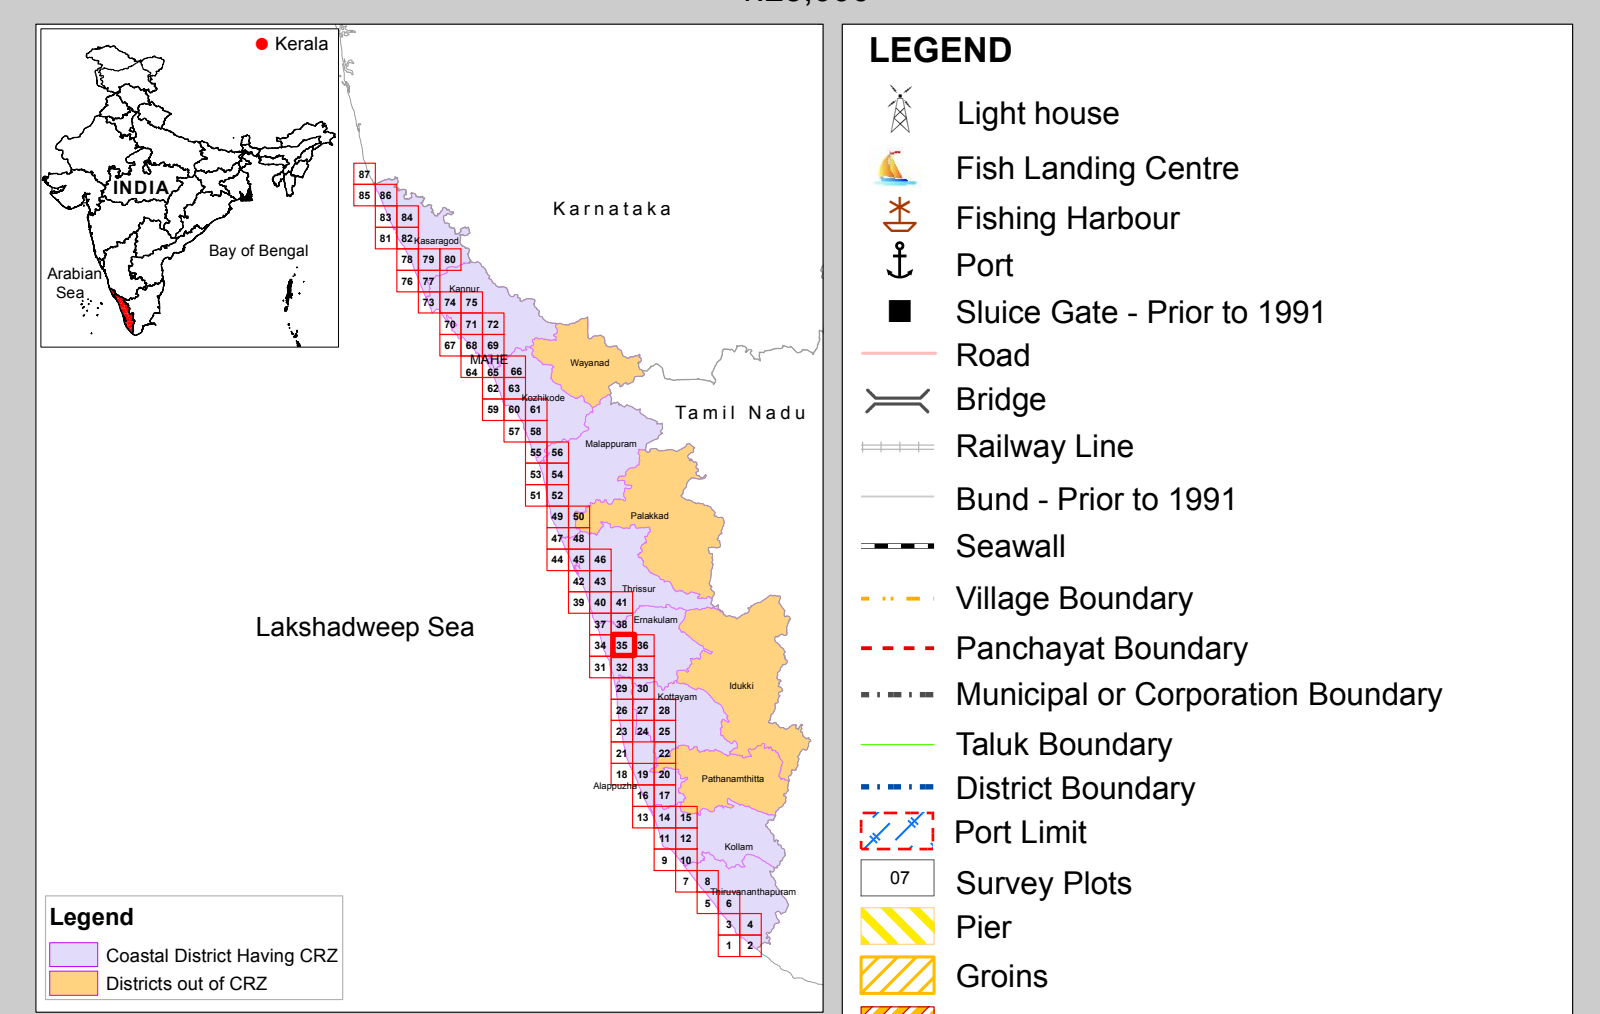 Kerala
INDIA
Bay of Bengal
Arabian
Sea
Karnataka
87
85 86
83 84
81 82
Kasaragod
78 79 80
76 77
Kannur
73 74 75
70 71 72
67 68 69
MAHE
64 65 66
Wayanad
62 63
Kozhikode
59 60 61
Tamil Nadu
57 58
Malappuram
55 56
53 54
51 52
49 50
Palakkad
47 48
44 45 46
42 43
Thrissur
39 40 41
37 38
Ernakulam
Lakshadweep Sea
34 35 36
31 32 33
29 30
Idukki
Kottayam
26 27 28
23 24 25
21 22
18 19 20
Pathanamthitta
Alappuzha
16 17
13 14 15
11 12
Kollam
9 10
7 8
Thiruvananthapuram
5 6
3 4
1 2
Legend
Coastal District Having CRZ
Districts out of CRZ
LEGEND
Light house
Fish Landing Centre
Fishing Harbour
Port
Sluice Gate - Prior to 1991
Road
Bridge
Railway Line
Bund - Prior to 1991
Seawall
Village Boundary
Panchayat Boundary
Municipal or Corporation Boundary
Taluk Boundary
District Boundary
Port Limit
07
Survey Plots
Pier
Groins